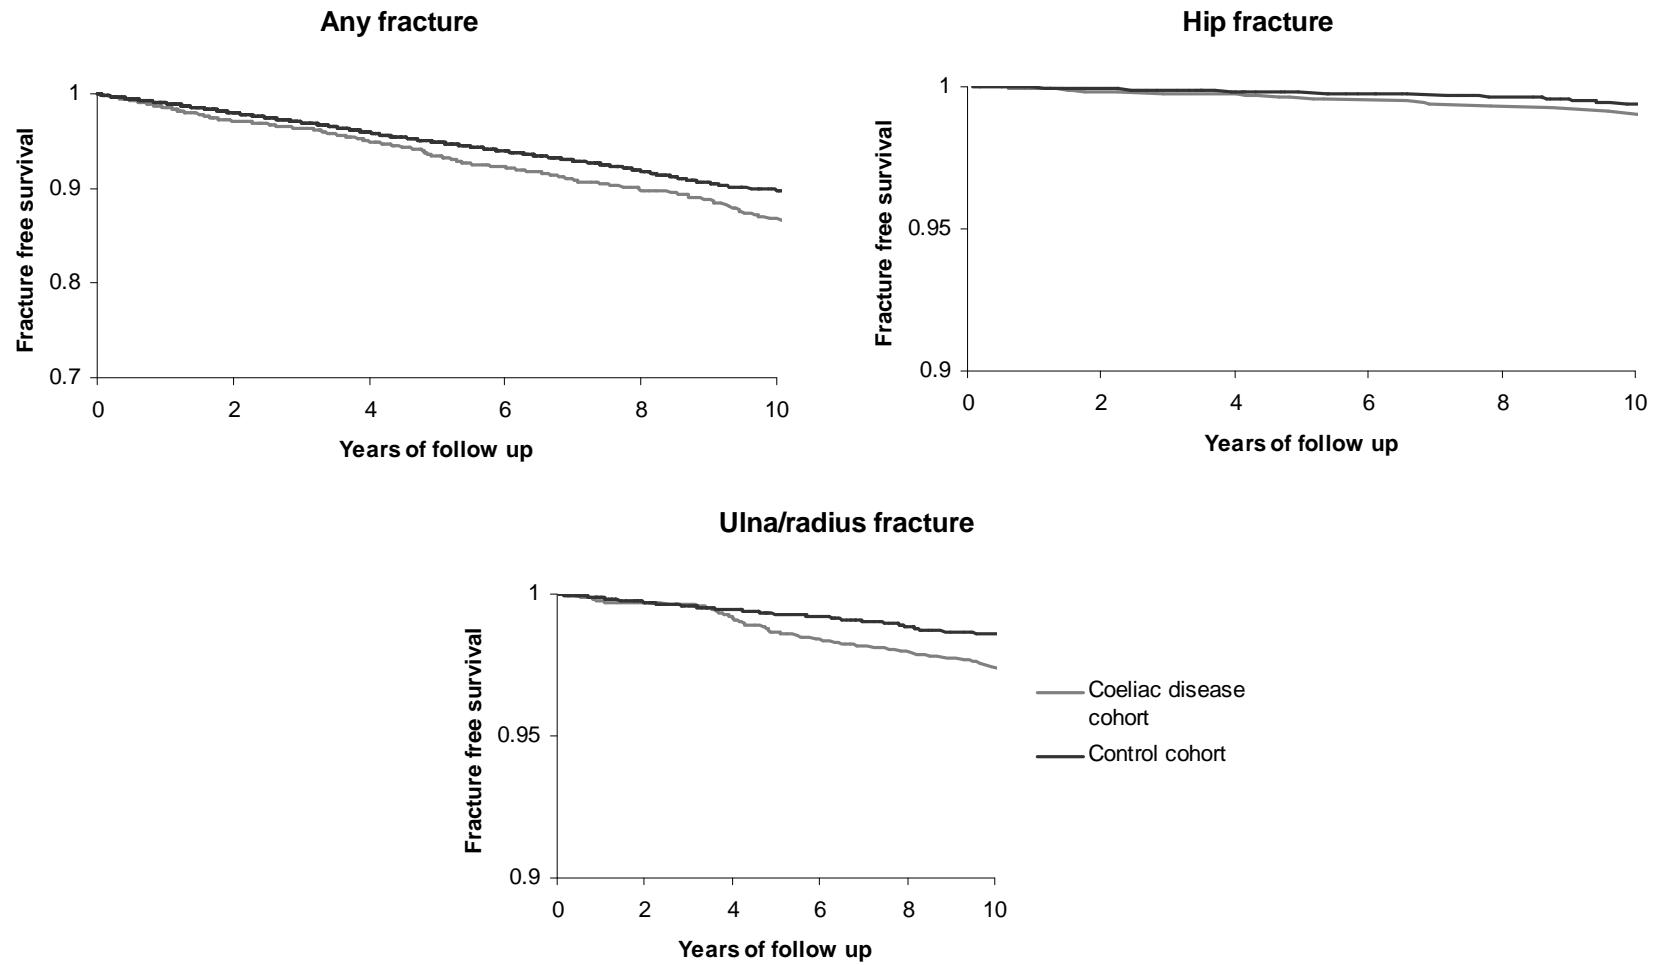 Any fracture
1
0.9
0.8
0.7
0 2 4 6 8 10
Fracture free survival
Years of follow up
Hip fracture
1
0.95
0.9
0 2 4 6 8 10
Fracture free survival
Years of follow up
Ulna/radius fracture
1
0.95
0.9
0 2 4 6 8 10
Fracture free survival
Years of follow up
Coeliac disease
cohort
Control cohort